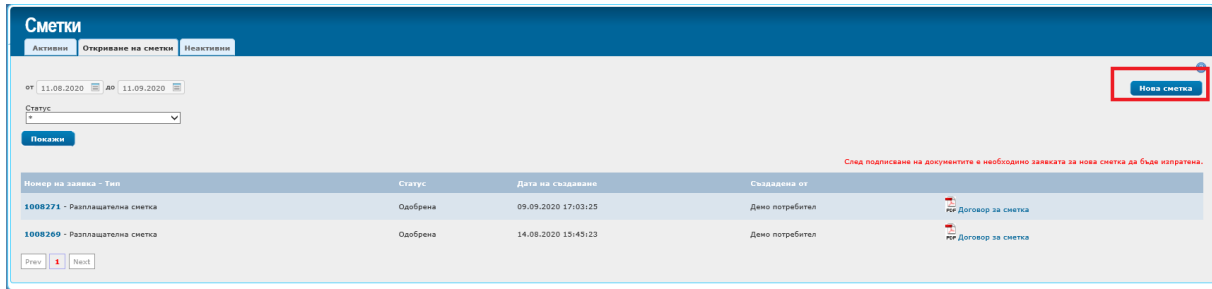 Сметки
Активни Откриване на сметки Неактивни
от 11.08.2020 до 11.09.2020
Нова сметка
Статус
*
Покажи
След подписване на документите е необходимо заявката за нова сметка да бъде изпратена.
Номер на заявка - Тип Статус Дата на създаване Създадена от
1008271 - Разплащателна сметка Одобрена 09.09.2020 17:03:25 Демо потребител PDF Договор за сметка
1008269 - Разплащателна сметка Одобрена 14.08.2020 15:45:23 Демо потребител PDF Договор за сметка
Prev 1 Next